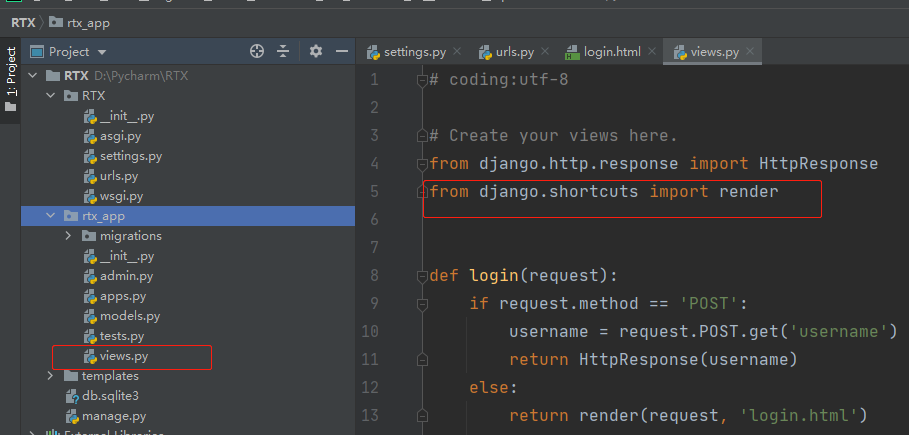 RTX rtx_app
1: Project
Project
settings.py urls.py login.html views.py
RTX D:\Pycharm\RTX
RTX
__init__.py
asgi.py
settings.py
urls.py
wsgi.py
rtx_app
migrations
__init__.py
admin.py
apps.py
models.py
tests.py
views.py
templates
db.sqlite3
manage.py
External Libraries
1 # coding:utf-8
2
3 # Create your views here.
4 from django.http.response import HttpResponse
5 from django.shortcuts import render
6
7
8 def login(request):
9 if request.method == 'POST':
10 username = request.POST.get('username')
11 return HttpResponse(username)
12 else:
13 return render(request, 'login.html')